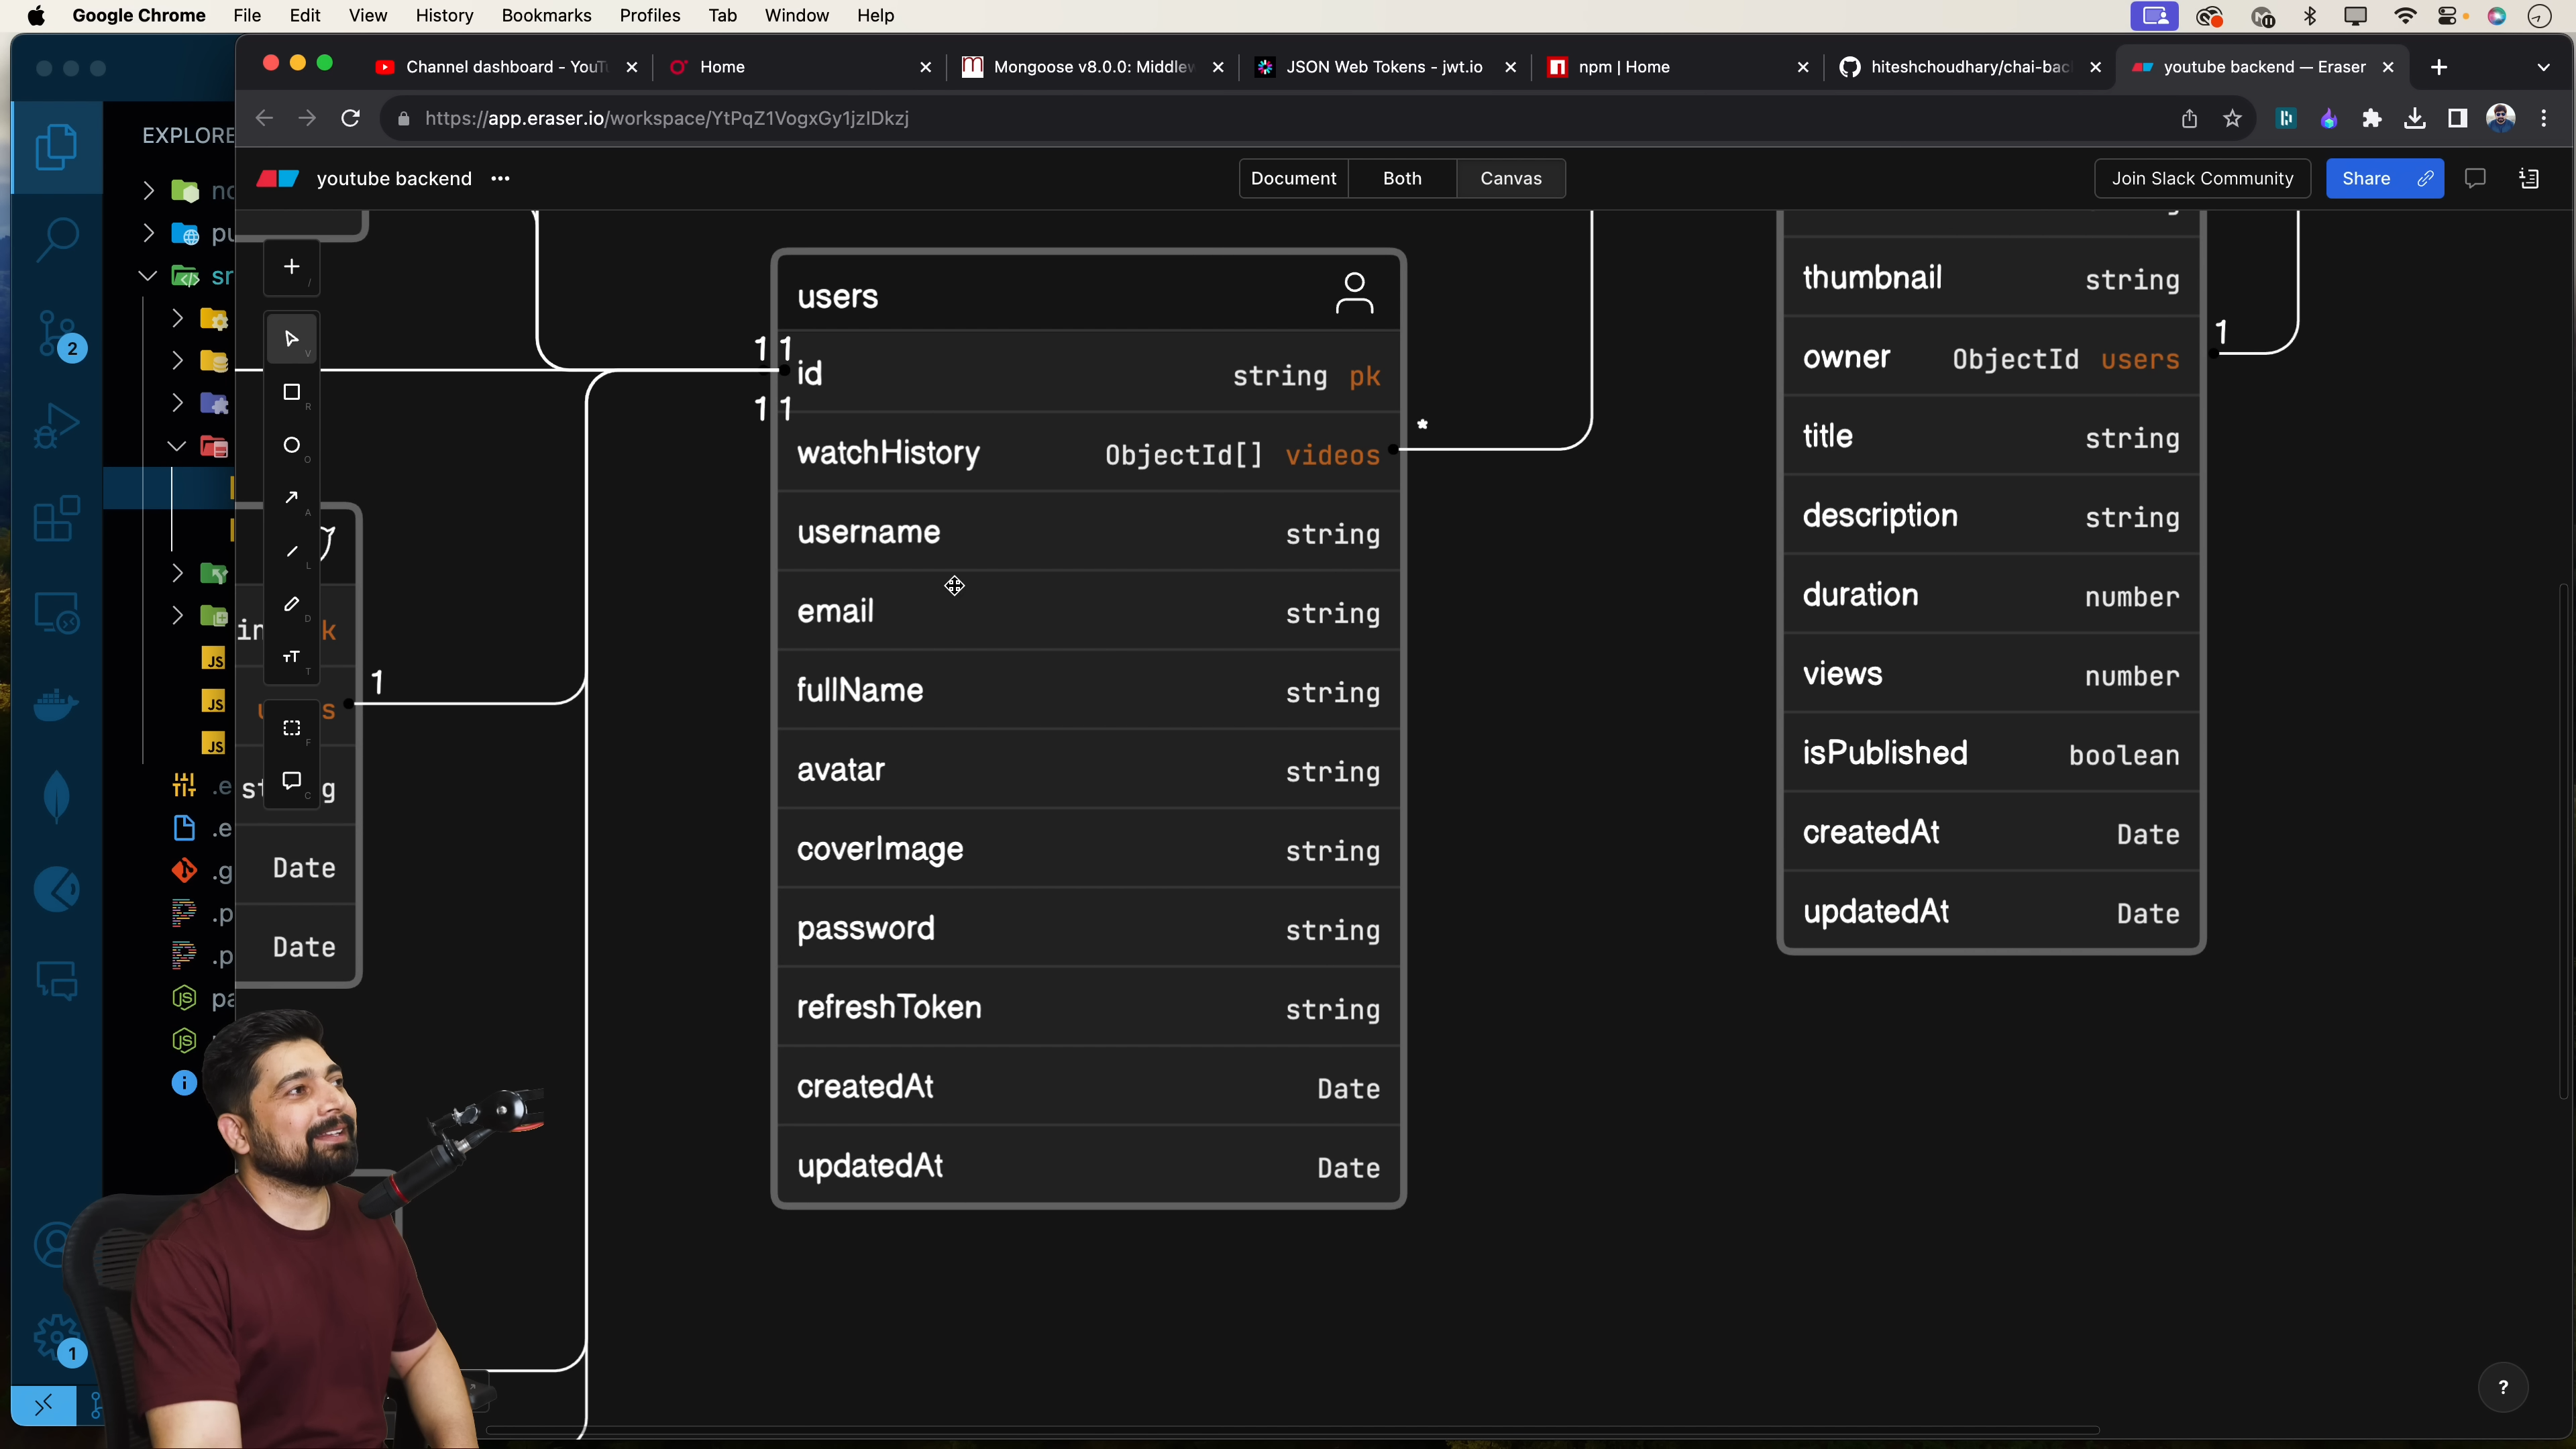 Google Chrome File Edit View History Bookmarks Profiles Tab Window Help
Channel dashboard - YouTu
Home
Mongoose v8.0.0: Middlew
JSON Web Tokens - jwt.io
npm | Home
hiteshchoudhary/chai-bac
youtube backend — Eraser
https://app.eraser.io/workspace/YtPqZ1VogxGy1jzIDkzj
EXPLORE
youtube backend
Document Both Canvas
Join Slack Community
Share
sr
pu
2
V
R
O
A
L
D
T
F
C
k
s
g
Date
Date
.e
.e
.g
.p
.p
pa
JS
JS
JS
1
users
1 1
id string pk
1 1
watchHistory ObjectId[] videos
*
username string
email string
fullName string
avatar string
coverImage string
password string
refreshToken string
createdAt Date
updatedAt Date
thumbnail string
owner ObjectId users
1
title string
description string
duration number
views number
isPublished boolean
createdAt Date
updatedAt Date
1
?